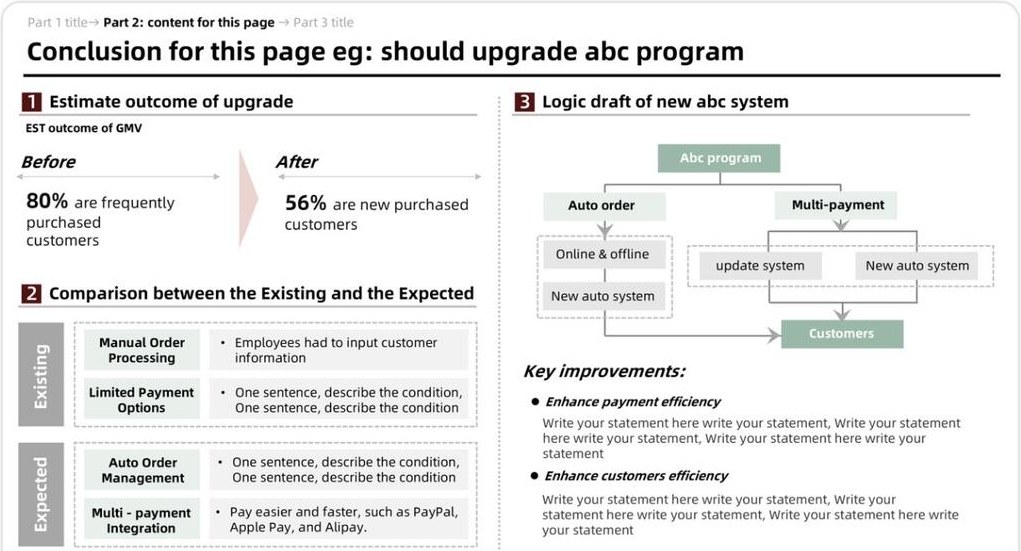 Part 1 title→ Part 2: content for this page → Part 3 title
Conclusion for this page eg: should upgrade abc program
1 Estimate outcome of upgrade
EST outcome of GMV
Before
80% are frequently
purchased
customers
After
56% are new purchased
customers
2 Comparison between the Existing and the Expected
Existing
Manual Order
Processing
• Employees had to input customer
information
Limited Payment
Options
• One sentence, describe the condition,
One sentence, describe the condition
Expected
Auto Order
Management
• One sentence, describe the condition,
One sentence, describe the condition
Multi - payment
Integration
• Pay easier and faster, such as PayPal,
Apple Pay, and Alipay.
3 Logic draft of new abc system
Abc program
Auto order
Multi-payment
Online & offline
New auto system
update system
New auto system
Customers
Key improvements:
● Enhance payment efficiency
Write your statement here write your statement, Write your statement
here write your statement, Write your statement here write your
statement
● Enhance customers efficiency
Write your statement here write your statement, Write your
statement here write your statement, Write your statement here write
your statement